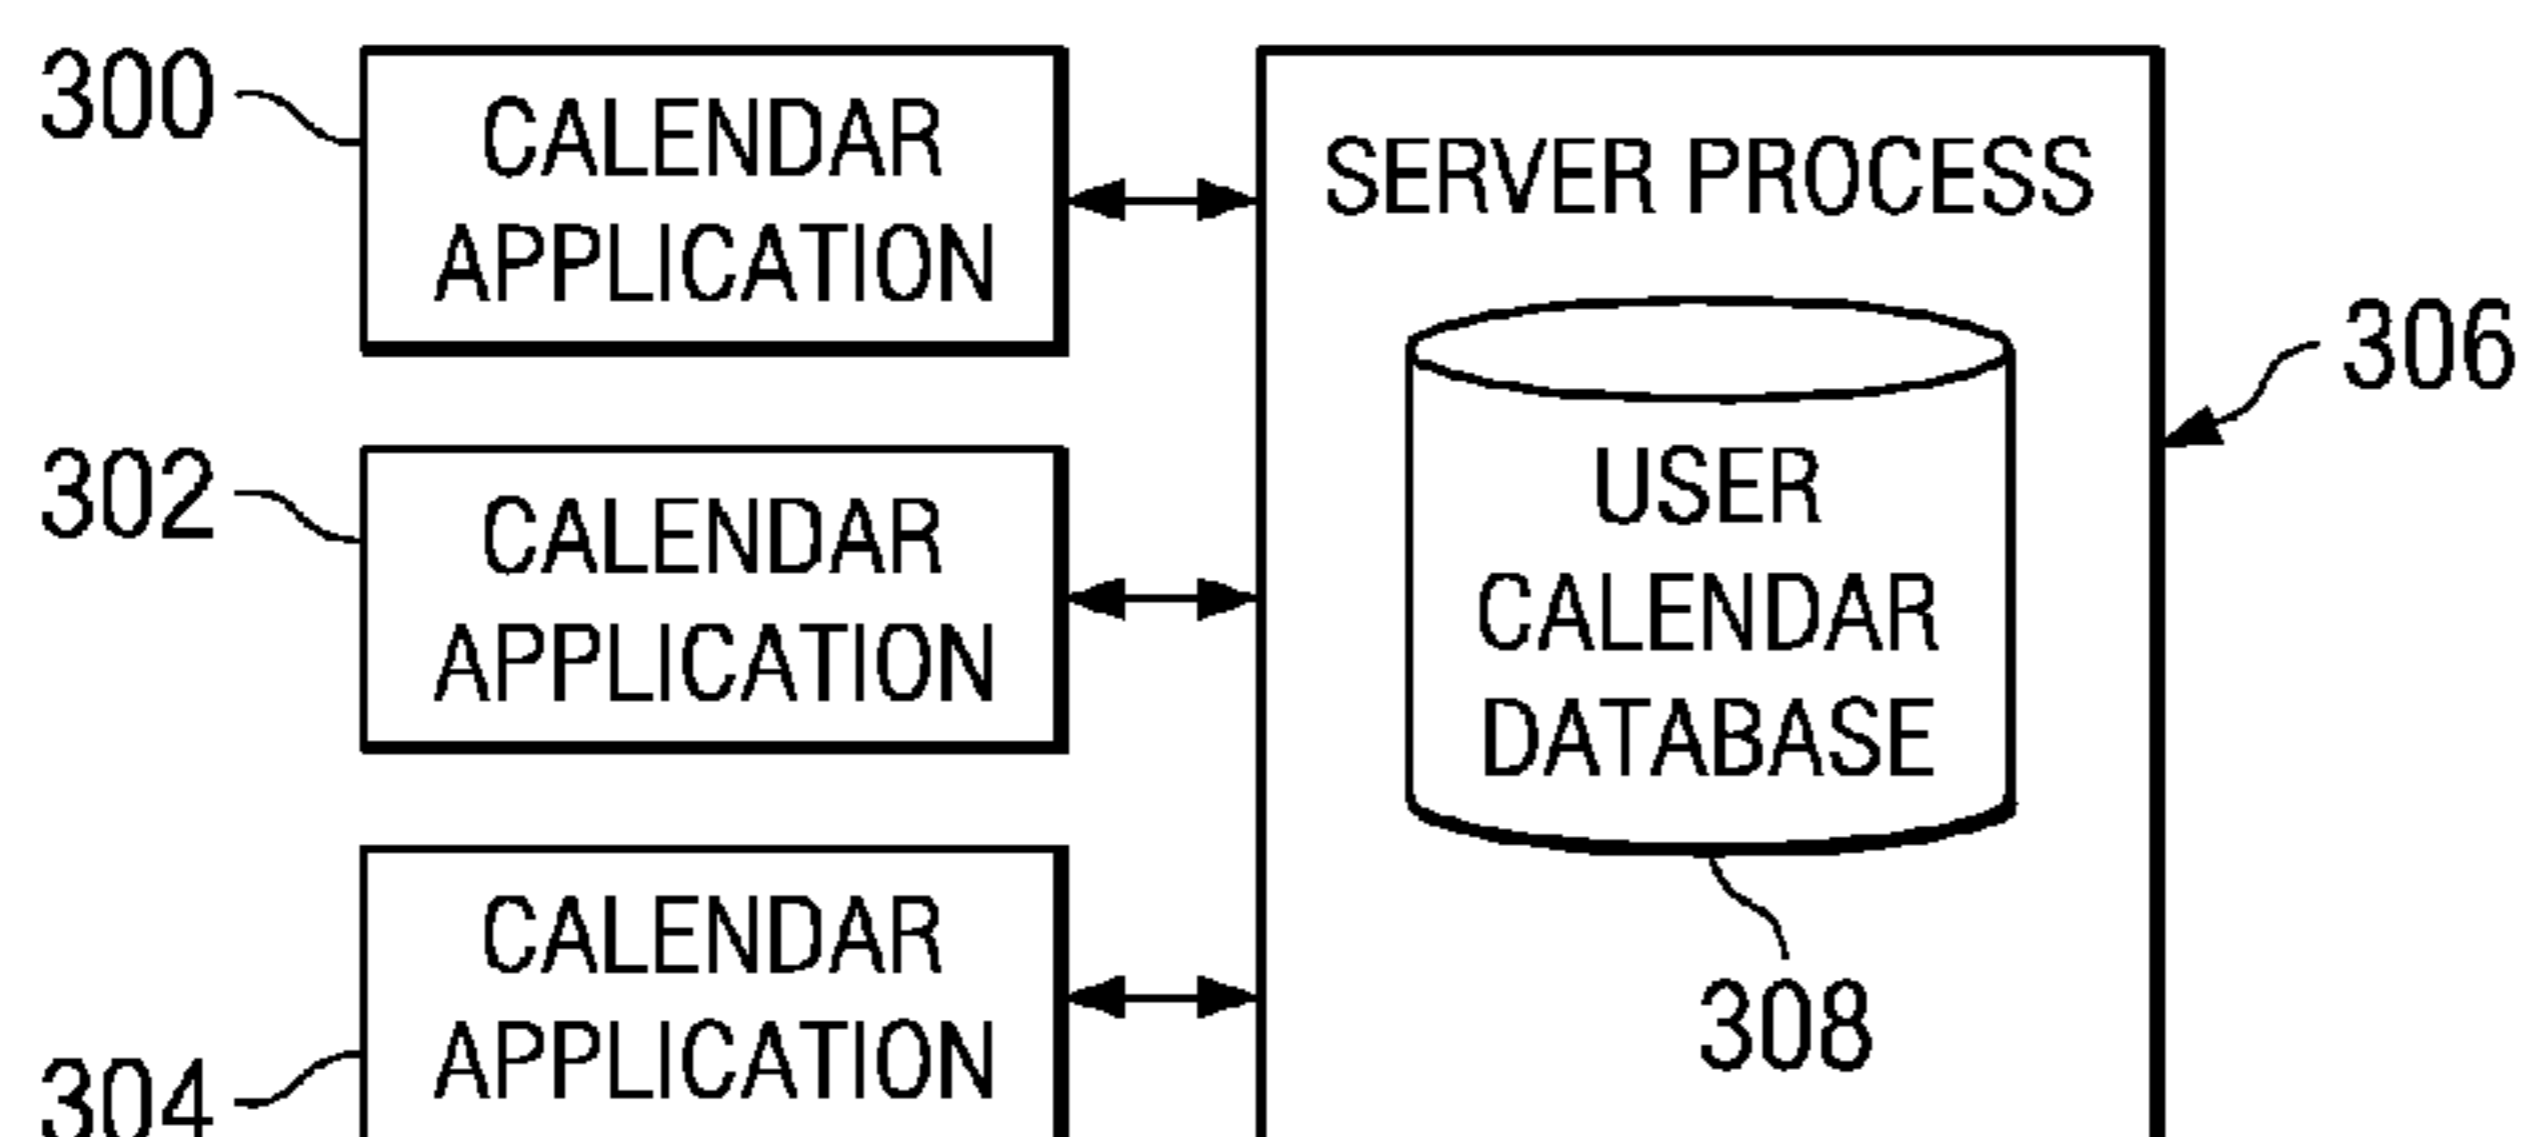 300
CALENDAR
APPLICATION
SERVER PROCESS
306
302
CALENDAR
APPLICATION
USER
CALENDAR
DATABASE
304
CALENDAR
APPLICATION
308